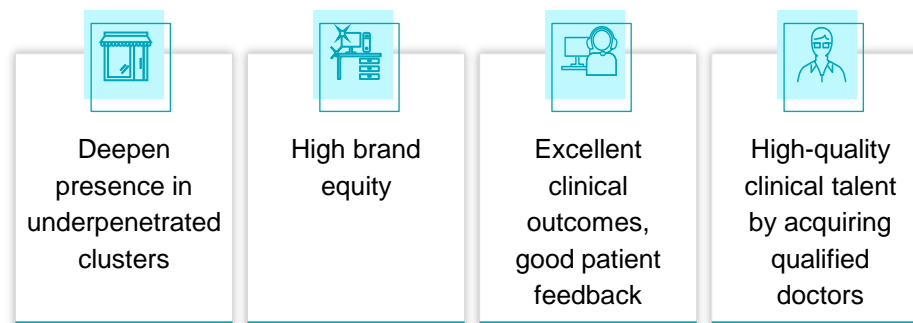 Deepen
presence in
underpenetrated
clusters
High brand
equity
Excellent
clinical
outcomes,
good patient
feedback
High-quality
clinical talent
by acquiring
qualified
doctors